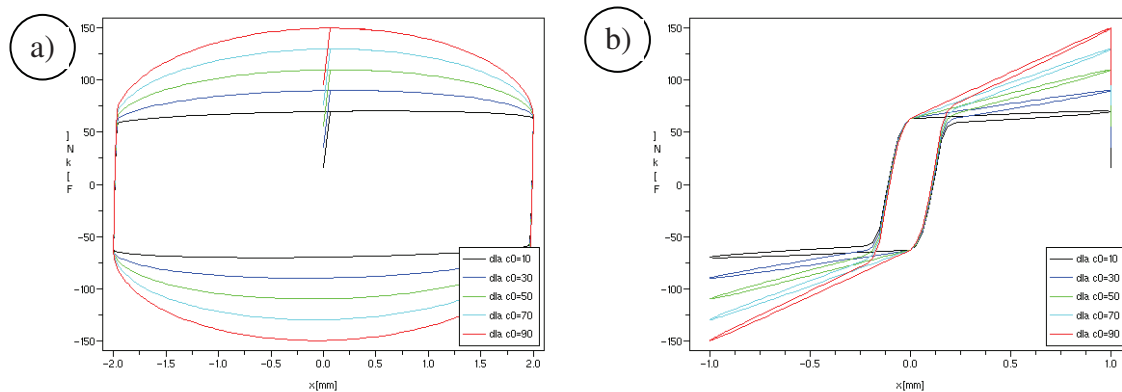 a)
150
100
50
0
-50
-100
-150
]
N
k
[
F
-2.0 -1.5 -1.0 -0.5 0.0 0.5 1.0 1.5 2.0
x[mm]
dla c0=10
dla c0=30
dla c0=50
dla c0=70
dla c0=90
b)
150
100
50
0
-50
-100
-150
]
N
k
[
F
-1.0 -0.5 0.0 0.5 1.0
x[mm]
dla c0=10
dla c0=30
dla c0=50
dla c0=70
dla c0=90